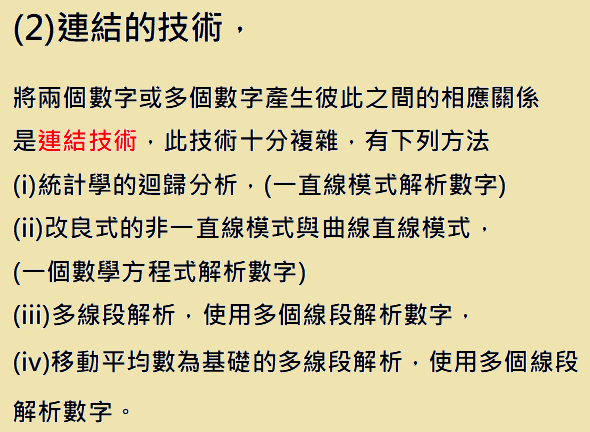 (2)連結的技術，
將兩個數字或多個數字產生彼此之間的相應關係
是連結技術，此技術十分複雜，有下列方法
(i)統計學的迴歸分析，(一直線模式解析數字)
(ii)改良式的非一直線模式與曲線直線模式，
(一個數學方程式解析數字)
(iii)多線段解析，使用多個線段解析數字，
(iv)移動平均數為基礎的多線段解析，使用多個線段
解析數字。